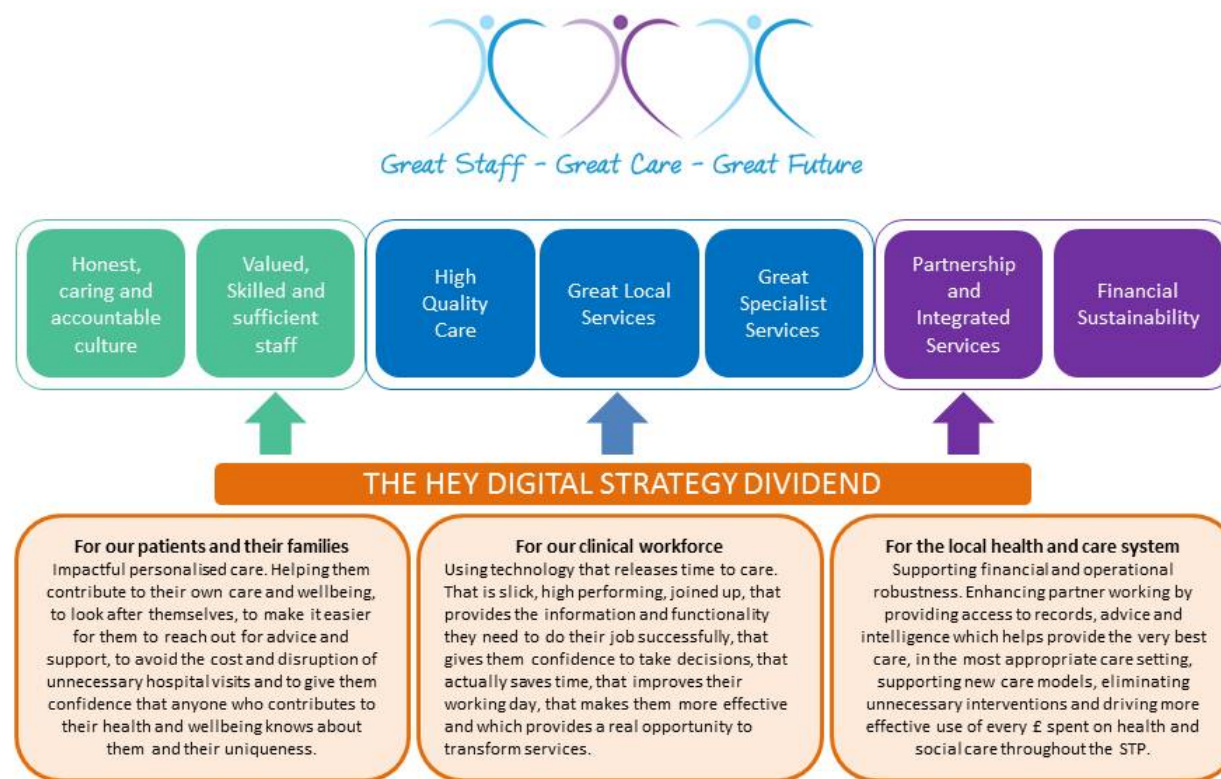 Great Staff - Great Care - Great Future
Honest,
caring and
accountable
culture
Valued,
Skilled and
sufficient
staff
High
Quality
Care
Great Local
Services
Great
Specialist
Services
Partnership
and
Integrated
Services
Financial
Sustainability
THE HEY DIGITAL STRATEGY DIVIDEND
For our patients and their families
Impactful personalised care. Helping them
contribute to their own care and wellbeing,
to look after themselves, to make it easier
for them to reach out for advice and
support, to avoid the cost and disruption of
unnecessary hospital visits and to give them
confidence that anyone who contributes to
their health and wellbeing knows about
them and their uniqueness.
For our clinical workforce
Using technology that releases time to care.
That is slick, high performing, joined up, that
provides the information and functionality
they need to do their job successfully, that
gives them confidence to take decisions, that
actually saves time, that improves their
working day, that makes them more effective
and which provides a real opportunity to
transform services.
For the local health and care system
Supporting financial and operational
robustness. Enhancing partner working by
providing access to records, advice and
intelligence which helps provide the very best
care, in the most appropriate care setting,
supporting new care models, eliminating
unnecessary interventions and driving more
effective use of every £ spent on health and
social care throughout the STP.